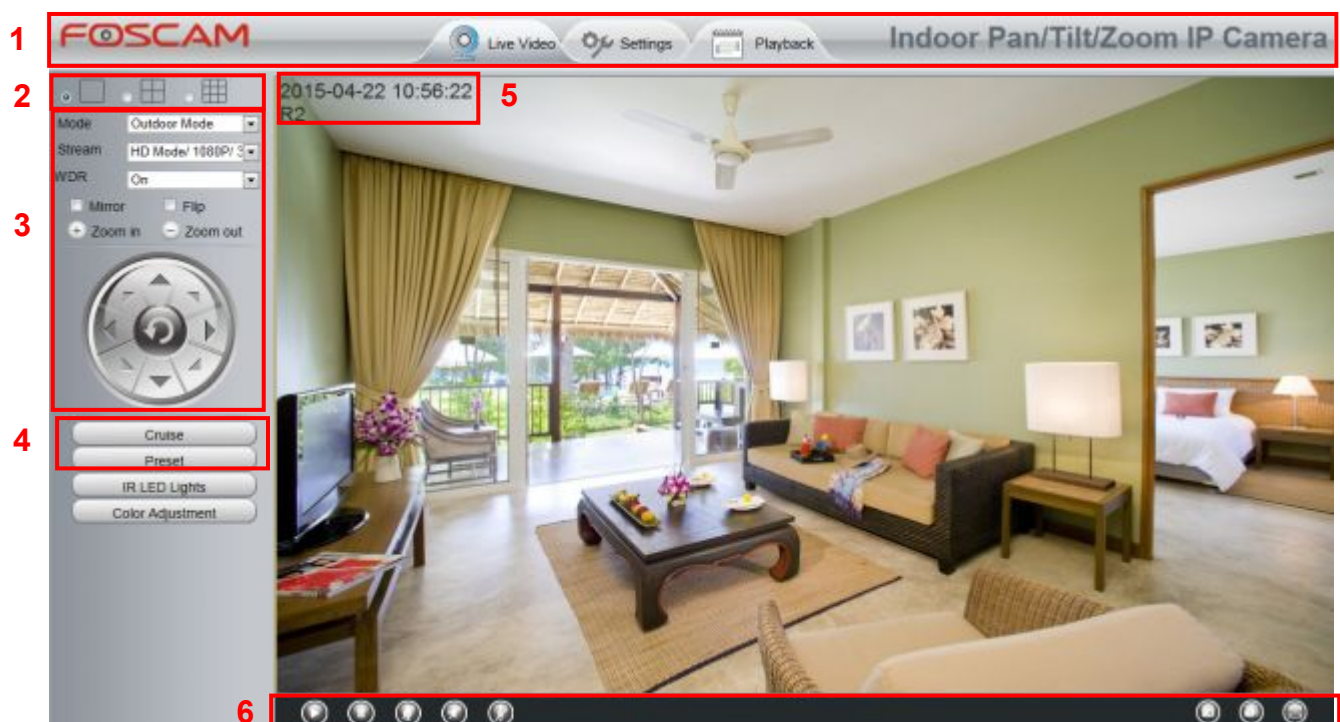 1
FOSCAM
Live Video
Settings
Playback
Indoor Pan/Tilt/Zoom IP Camera
2
2015-04-22 10:56:22
R2
5
Mode
Outdoor Mode
Stream
HD Mode/ 1080P/
WDR
On
Mirror
Flip
3
+ Zoom in
- Zoom out
4
Cruise
Preset
IR LED Lights
Color Adjustment
6